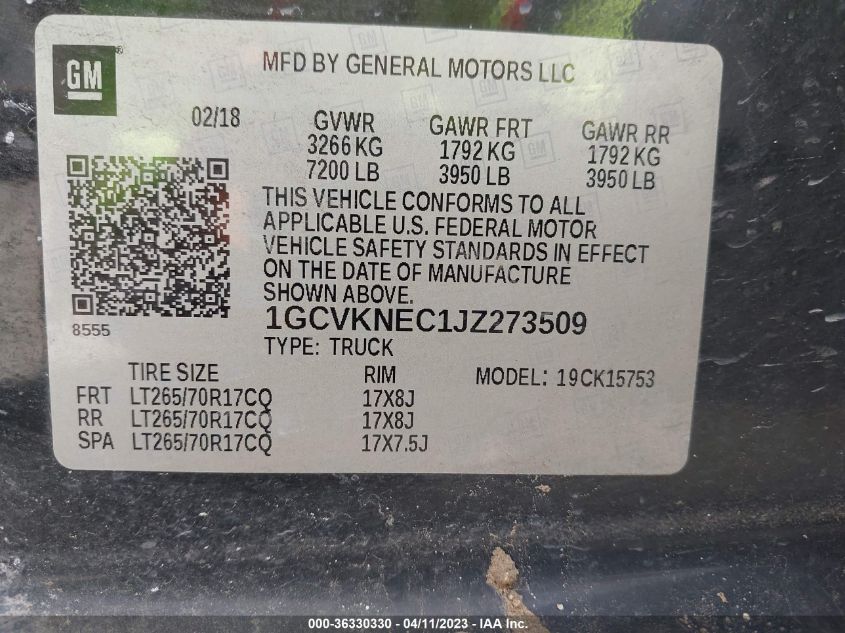 GM
MFD BY GENERAL MOTORS LLC
02/18
GVWR
3266 KG
7200 LB
GAWR FRT
1792 KG
3950 LB
GAWR RR
1792 KG
3950 LB
THIS VEHICLE CONFORMS TO ALL
APPLICABLE U.S. FEDERAL MOTOR
VEHICLE SAFETY STANDARDS IN EFFECT
ON THE DATE OF MANUFACTURE
SHOWN ABOVE.
8555
1GCVKNEC1JZ273509
TYPE: TRUCK
TIRE SIZE RIM MODEL: 19CK15753
FRT LT265/70R17CQ 17X8J
RR LT265/70R17CQ 17X8J
SPA LT265/70R17CQ 17X7.5J
000-36330330 - 04/11/2023 - IAA Inc.